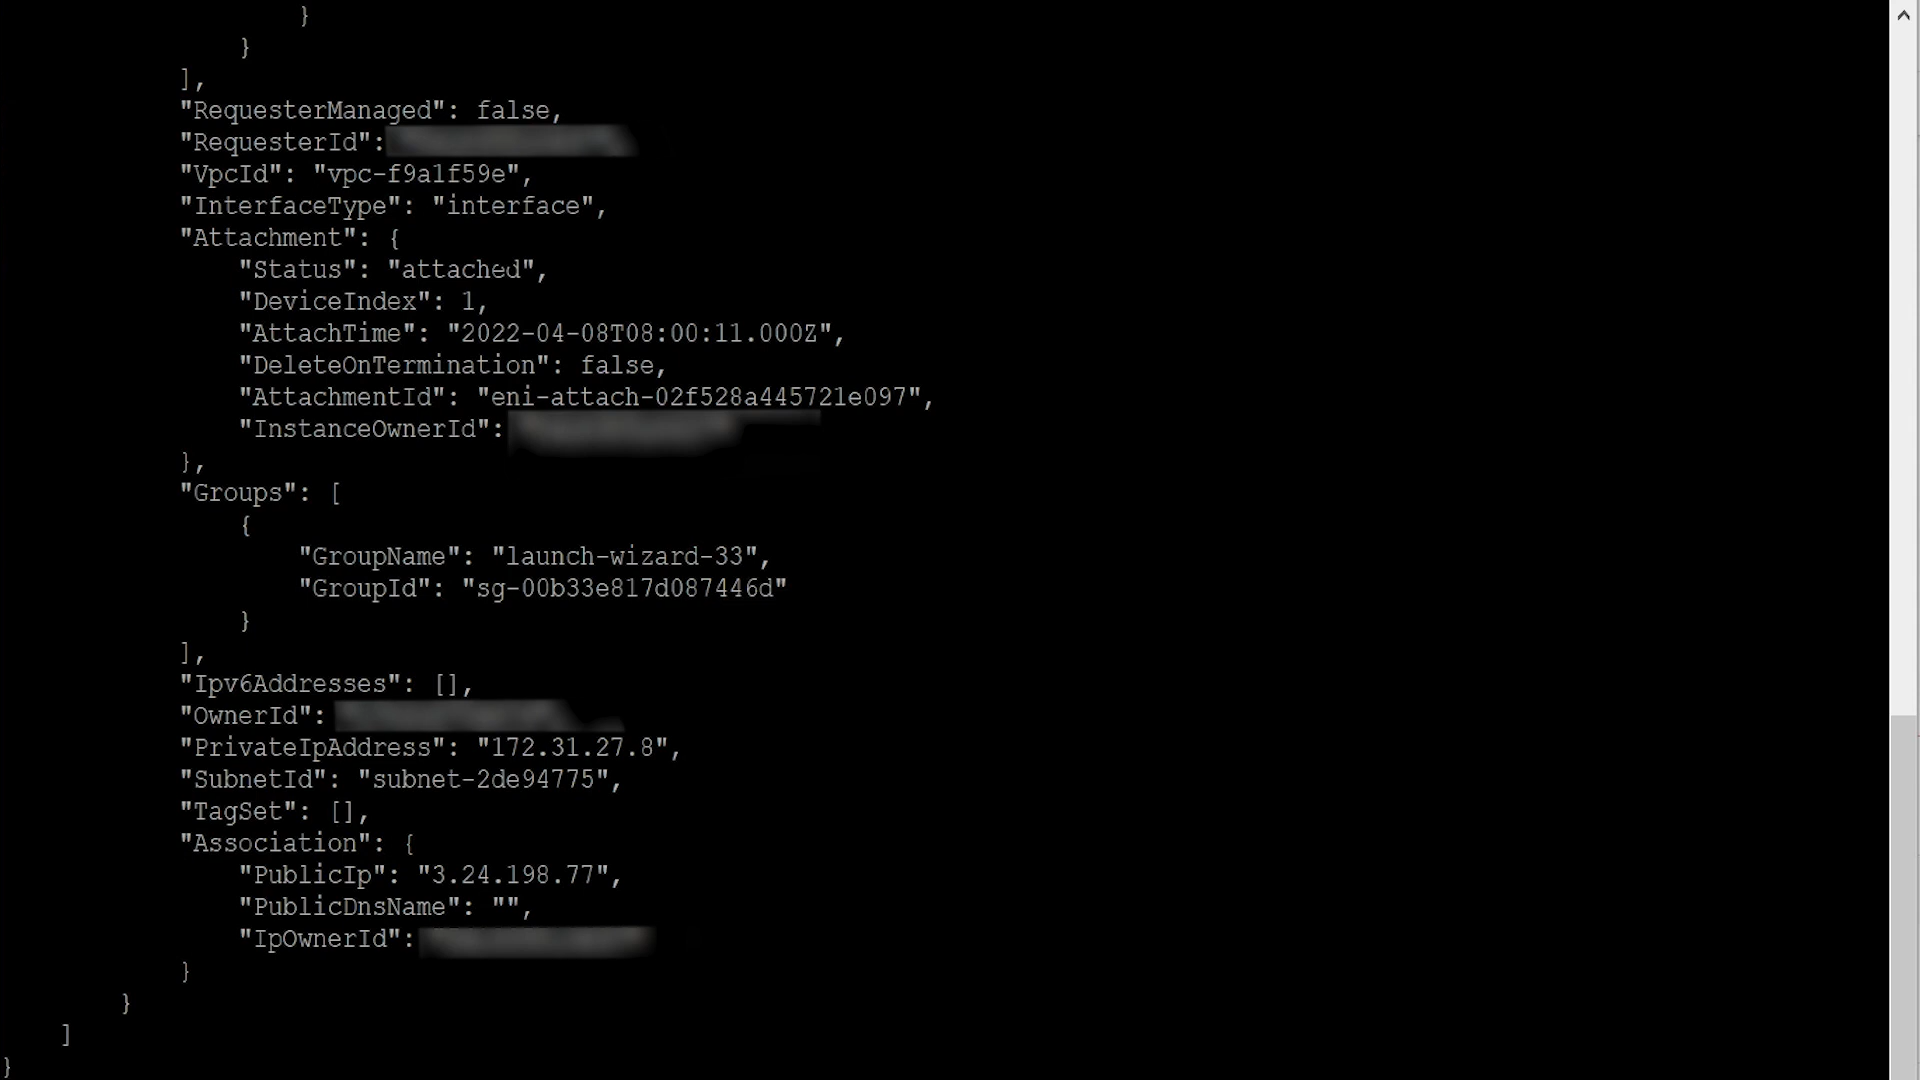 }
}
],
"RequesterManaged": false,
"RequesterId":
"VpcId": "vpc-f9a1f59e",
"InterfaceType": "interface",
"Attachment": {
"Status": "attached",
"DeviceIndex": 1,
"AttachTime": "2022-04-08T08:00:11.000Z",
"DeleteOnTermination": false,
"AttachmentId": "eni-attach-02f528a445721e097",
"InstanceOwnerId":
},
"Groups": [
{
"GroupName": "launch-wizard-33",
"GroupId": "sg-00b33e817d087446d"
}
],
"Ipv6Addresses": [],
"OwnerId":
"PrivateIpAddress": "172.31.27.8",
"SubnetId": "subnet-2de94775",
"TagSet": [],
"Association": {
"PublicIp": "3.24.198.77",
"PublicDnsName": "",
"IpOwnerId":
}
}
]
}